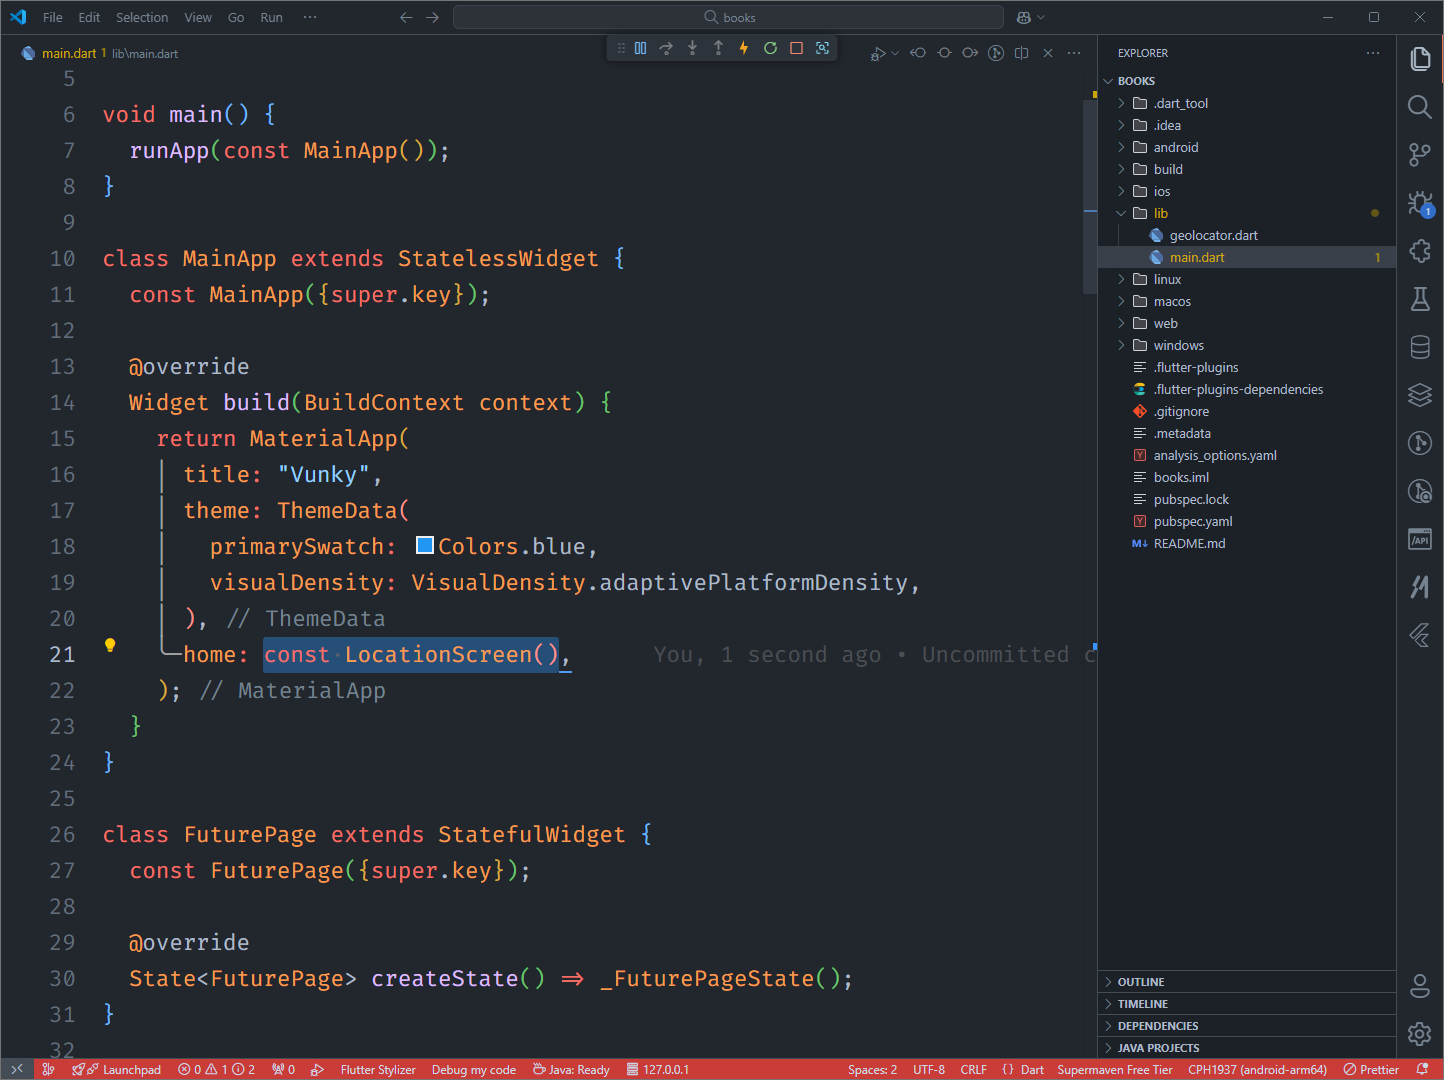 File Edit Selection View Go Run ···
books
main.dart 1 lib\main.dart
5
6 void main() {
7 runApp(const MainApp());
8 }
9
10 class MainApp extends StatelessWidget {
11 const MainApp({super.key});
12
13 @override
14 Widget build(BuildContext context) {
15 return MaterialApp(
16 title: "Vunky",
17 theme: ThemeData(
18 primarySwatch: Colors.blue,
19 visualDensity: VisualDensity.adaptivePlatformDensity,
20 ), // ThemeData
21 home: const LocationScreen(), You, 1 second ago • Uncommitted c
22 ); // MaterialApp
23 }
24 }
25
26 class FuturePage extends StatefulWidget {
27 const FuturePage({super.key});
28
29 @override
30 State<FuturePage> createState() => _FuturePageState();
31 }
32
EXPLORER
BOOKS
.dart_tool
.idea
android
build
ios
lib
geolocator.dart
main.dart 1
linux
macos
web
windows
.flutter-plugins
.flutter-plugins-dependencies
.gitignore
.metadata
analysis_options.yaml
books.iml
pubspec.lock
pubspec.yaml
M↓ README.md
OUTLINE
TIMELINE
DEPENDENCIES
JAVA PROJECTS
1
/API
Launchpad 0 1 2 0 Flutter Stylizer Debug my code Java: Ready 127.0.0.1 Spaces: 2 UTF-8 CRLF {} Dart Supermaven Free Tier CPH1937 (android-arm64) Prettier